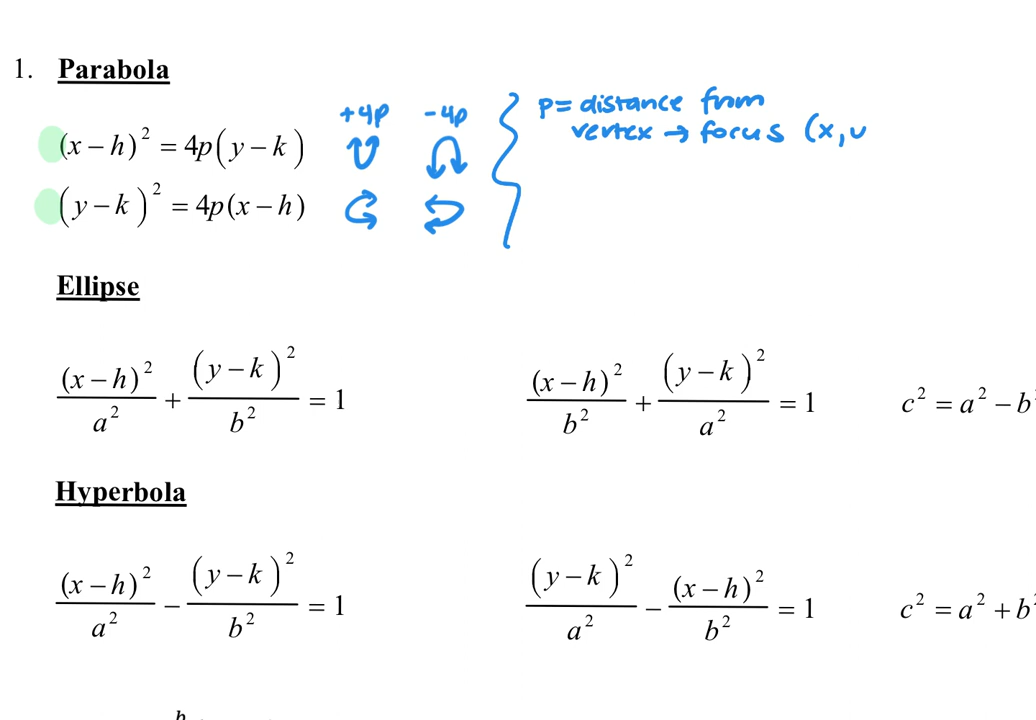 1. Parabola
+4p -4p
p = distance from
vertex → focus (x,
(x – h)² = 4p(y – k)
(y – k)² = 4p(x – h)
Ellipse
(x – h)²/a² + (y – k)²/b² = 1 (x – h)²/b² + (y – k)²/a² = 1 c² = a² – b
Hyperbola
(x – h)²/a² – (y – k)²/b² = 1 (y – k)²/a² – (x – h)²/b² = 1 c² = a² + b